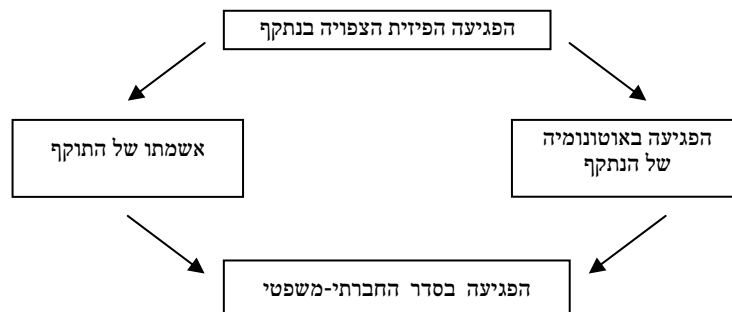 הפגיעה הפיזית הצפויה בנתקף
הפגיעה באוטונומיה
של הנתקף
אשמתו של התוקף
הפגיעה בסדר החברתי-משפטי